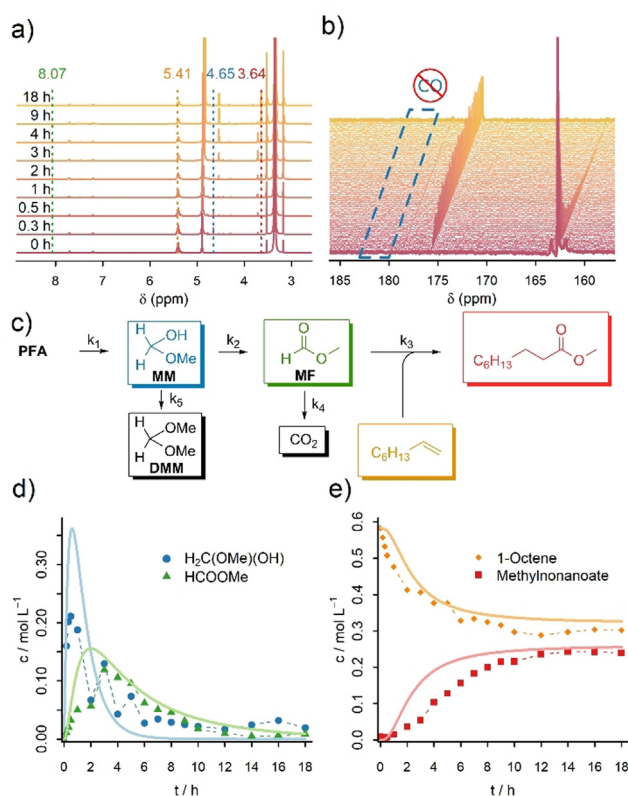 a)
8.07 5.41 4.65 3.64
18 h
9 h
4 h
3 h
2 h
1 h
0.5 h
0.3 h
0 h
8 7 6 5 4 3
δ (ppm)
b)
CO
185 180 175 170 165 160
δ (ppm)
c)
PFA
k₁
H OH
H OMe
MM
k₂
O
H O
MF
k₃
O
C₆H₁₃ O
k₅
k₄
H OMe
H OMe
DMM
CO₂
C₆H₁₃
d)
H₂C(OMe)(OH)
HCOOMe
c / mol L⁻¹
0.30
0.20
0.10
0.00
0 2 4 6 8 10 12 14 16 18
t / h
e)
1-Octene
Methylnonanoate
c / mol L⁻¹
0.6
0.5
0.4
0.3
0.2
0.1
0.0
0 2 4 6 8 10 12 14 16 18
t / h